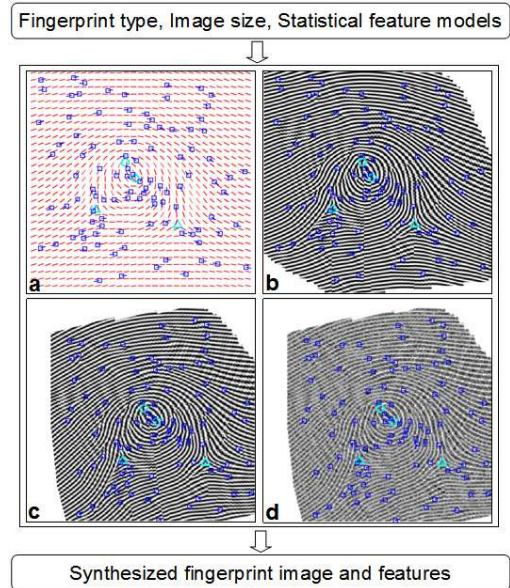 Fingerprint type, Image size, Statistical feature models
a
b
c
d
Synthesized fingerprint image and features